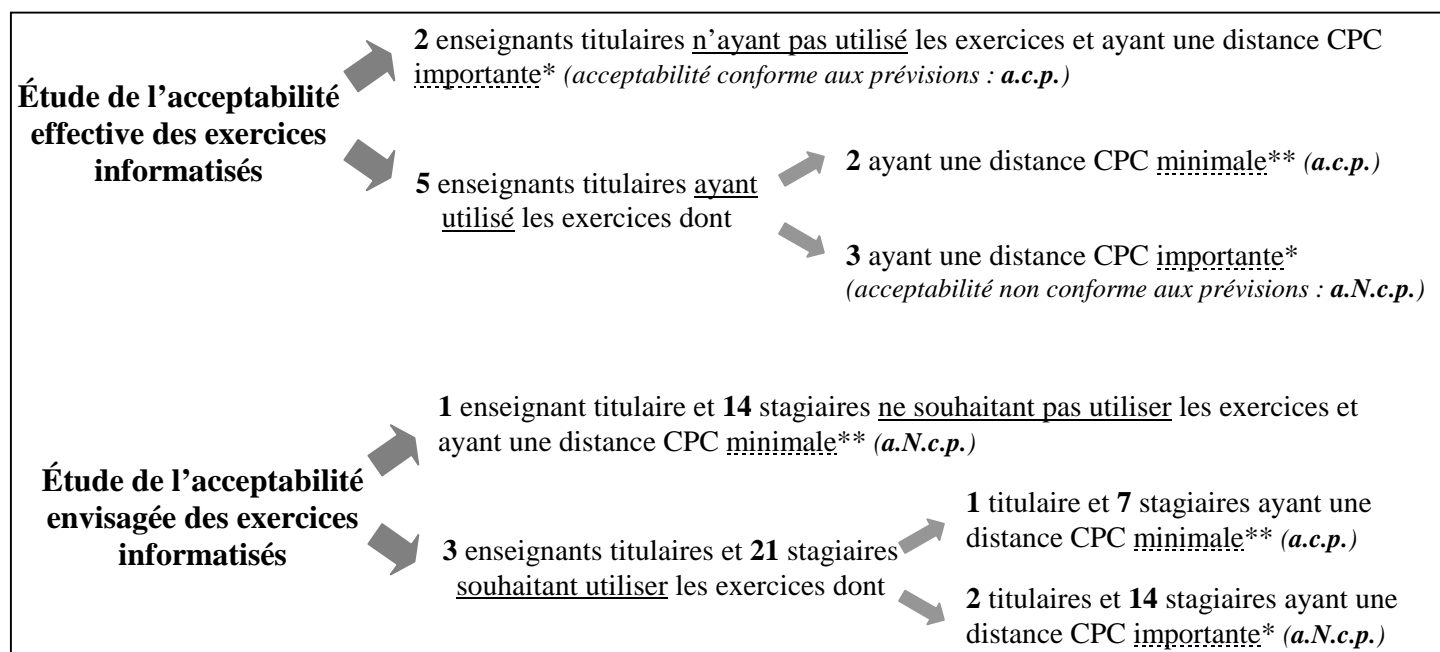 Étude de l’acceptabilité
effective des exercices
informatisés
2 enseignants titulaires n’ayant pas utilisé les exercices et ayant une distance CPC
importante* (acceptabilité conforme aux prévisions : a.c.p.)
5 enseignants titulaires ayant
utilisé les exercices dont
2 ayant une distance CPC minimale** (a.c.p.)
3 ayant une distance CPC importante*
(acceptabilité non conforme aux prévisions : a.N.c.p.)
Étude de l’acceptabilité
envisagée des exercices
informatisés
1 enseignant titulaire et 14 stagiaires ne souhaitant pas utiliser les exercices et
ayant une distance CPC minimale** (a.N.c.p.)
3 enseignants titulaires et 21 stagiaires
souhaitant utiliser les exercices dont
1 titulaire et 7 stagiaires ayant une
distance CPC minimale** (a.c.p.)
2 titulaires et 14 stagiaires ayant une
distance CPC importante* (a.N.c.p.)